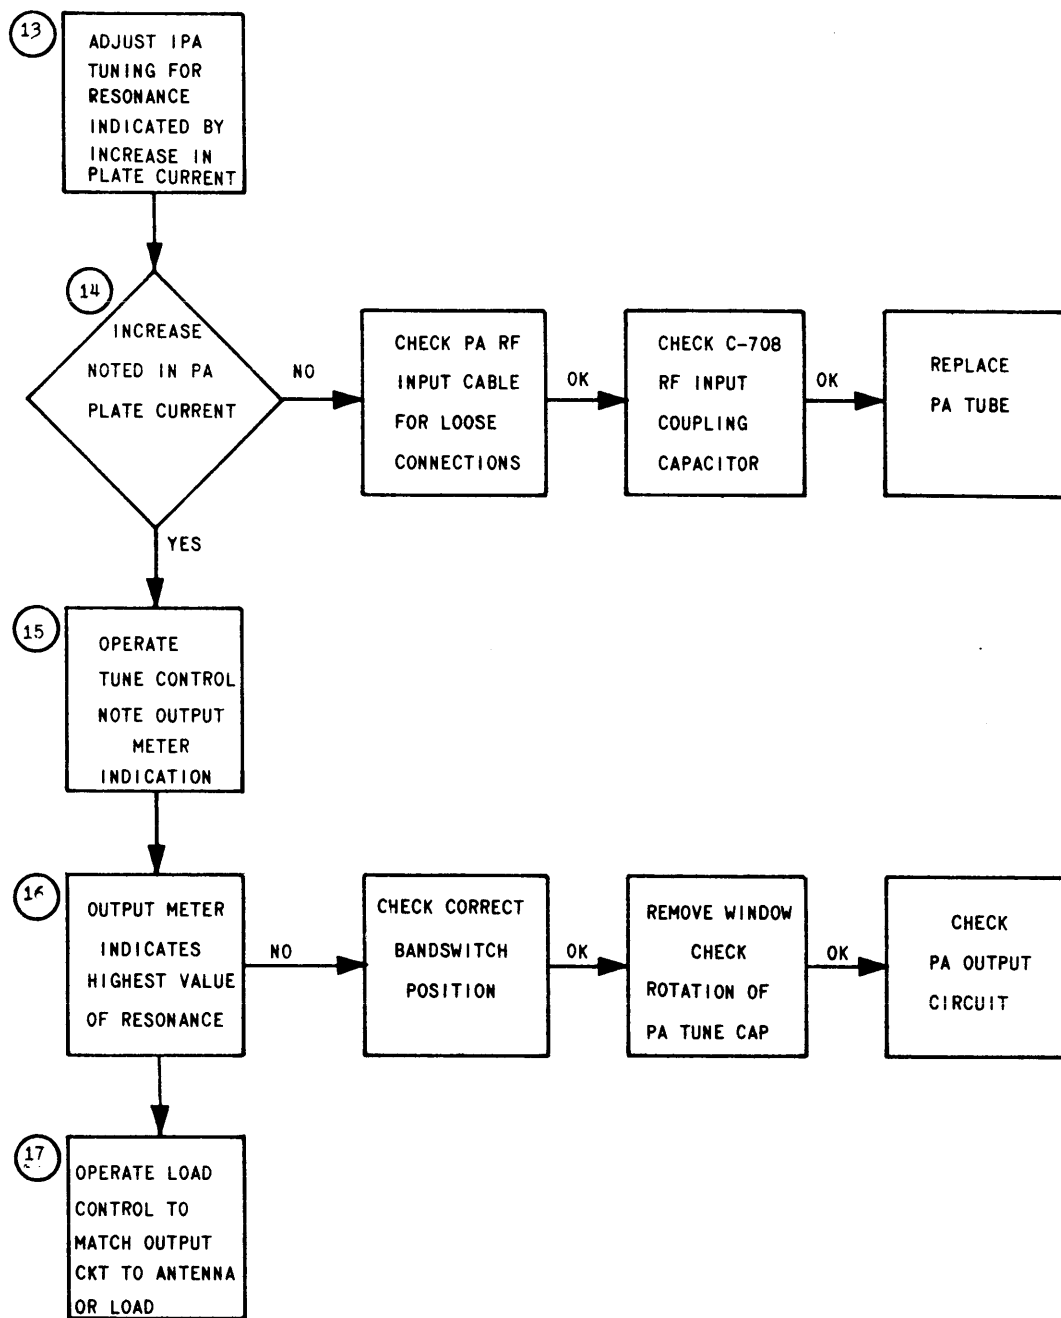 13
ADJUST IPA
TUNING FOR
RESONANCE
INDICATED BY
INCREASE IN
PLATE CURRENT
14
INCREASE
NOTED IN PA
PLATE CURRENT
NO
CHECK PA RF
INPUT CABLE
FOR LOOSE
CONNECTIONS
OK
CHECK C-708
RF INPUT
COUPLING
CAPACITOR
OK
REPLACE
PA TUBE
YES
15
OPERATE
TUNE CONTROL
NOTE OUTPUT
METER
INDICATION
16
OUTPUT METER
INDICATES
HIGHEST VALUE
OF RESONANCE
NO
CHECK CORRECT
BANDSWITCH
POSITION
OK
REMOVE WINDOW
CHECK
ROTATION OF
PA TUNE CAP
OK
CHECK
PA OUTPUT
CIRCUIT
17
OPERATE LOAD
CONTROL TO
MATCH OUTPUT
CKT TO ANTENNA
OR LOAD